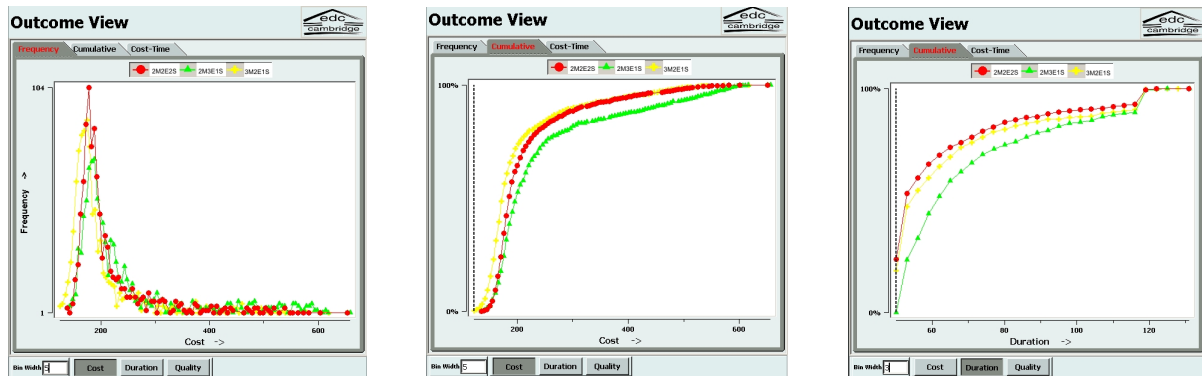 Outcome View
edc
cambridge
Frequency Cumulative Cost-Time
2M2E2S 2M3E1S 3M2E1S
104
Frequency ->
1
200 400 600
Cost ->
Bin Width 5 Cost Duration Quality
Outcome View
edc
cambridge
Frequency Cumulative Cost-Time
2M2E2S 2M3E1S 3M2E1S
100%
0%
200 400 600
Cost ->
Bin Width 5 Cost Duration Quality
Outcome View
edc
cambridge
Frequency Cumulative Cost-Time
2M2E2S 2M3E1S 3M2E1S
100%
0%
60 80 100 120
Duration ->
Bin Width 3 Cost Duration Quality